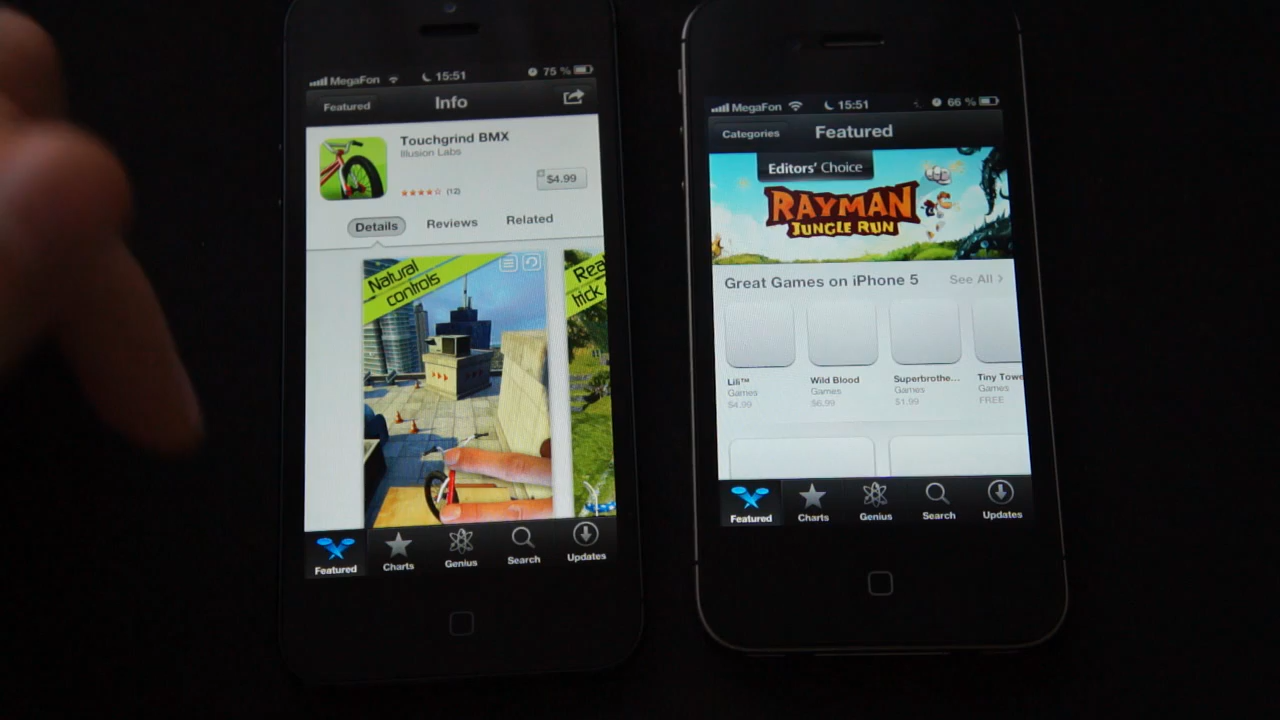 MegaFon 15:51 75 %
Featured Info
Touchgrind BMX
Illusion Labs
(12) $4.99
Details Reviews Related
Natural
controls
Real
trick
Featured Charts Genius Search Updates
MegaFon 15:51 66 %
Categories Featured
Editors' Choice
RAYMAN
JUNGLE RUN
Great Games on iPhone 5 See All >
Lili™ Wild Blood Superbrothe... Tiny Towe
Games Games Games Games
$4.99 $6.99 $1.99 FREE
Featured Charts Genius Search Updates